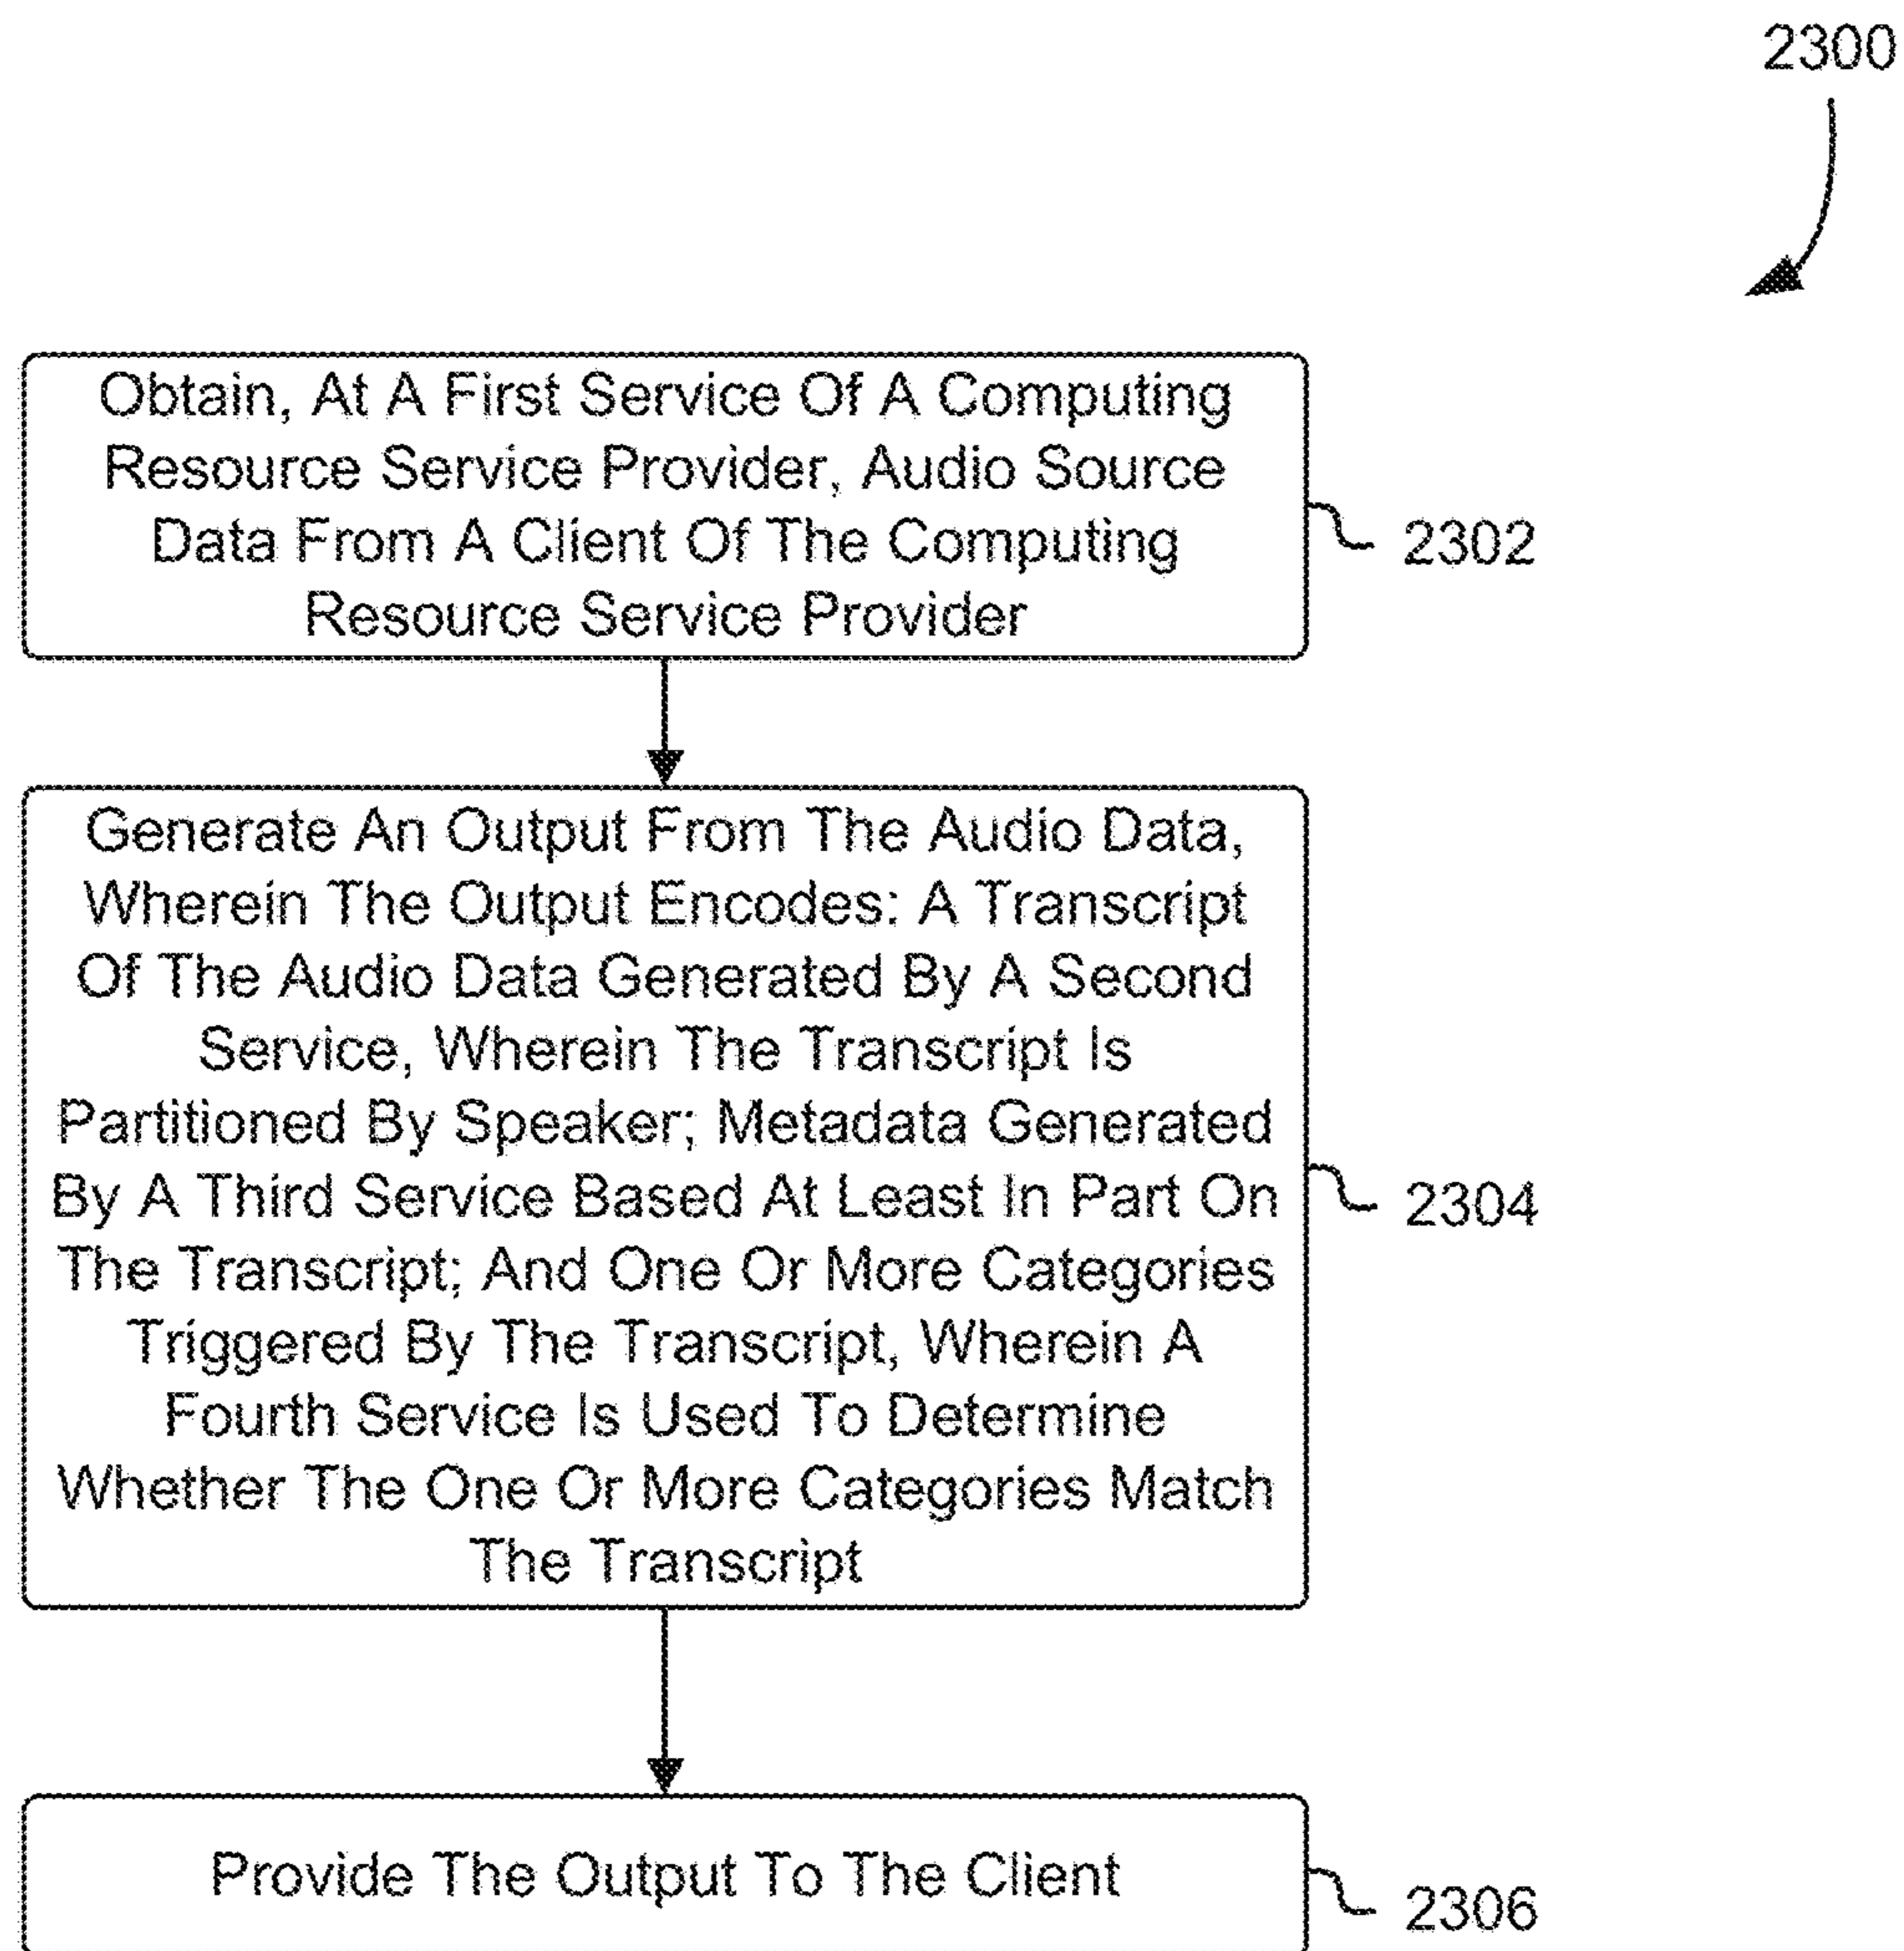 2300
Obtain, At A First Service Of A Computing
Resource Service Provider, Audio Source
Data From A Client Of The Computing
Resource Service Provider
2302
Generate An Output From The Audio Data,
Wherein The Output Encodes: A Transcript
Of The Audio Data Generated By A Second
Service, Wherein The Transcript Is
Partitioned By Speaker; Metadata Generated
By A Third Service Based At Least In Part On
The Transcript; And One Or More Categories
Triggered By The Transcript, Wherein A
Fourth Service Is Used To Determine
Whether The One Or More Categories Match
The Transcript
2304
Provide The Output To The Client
2306